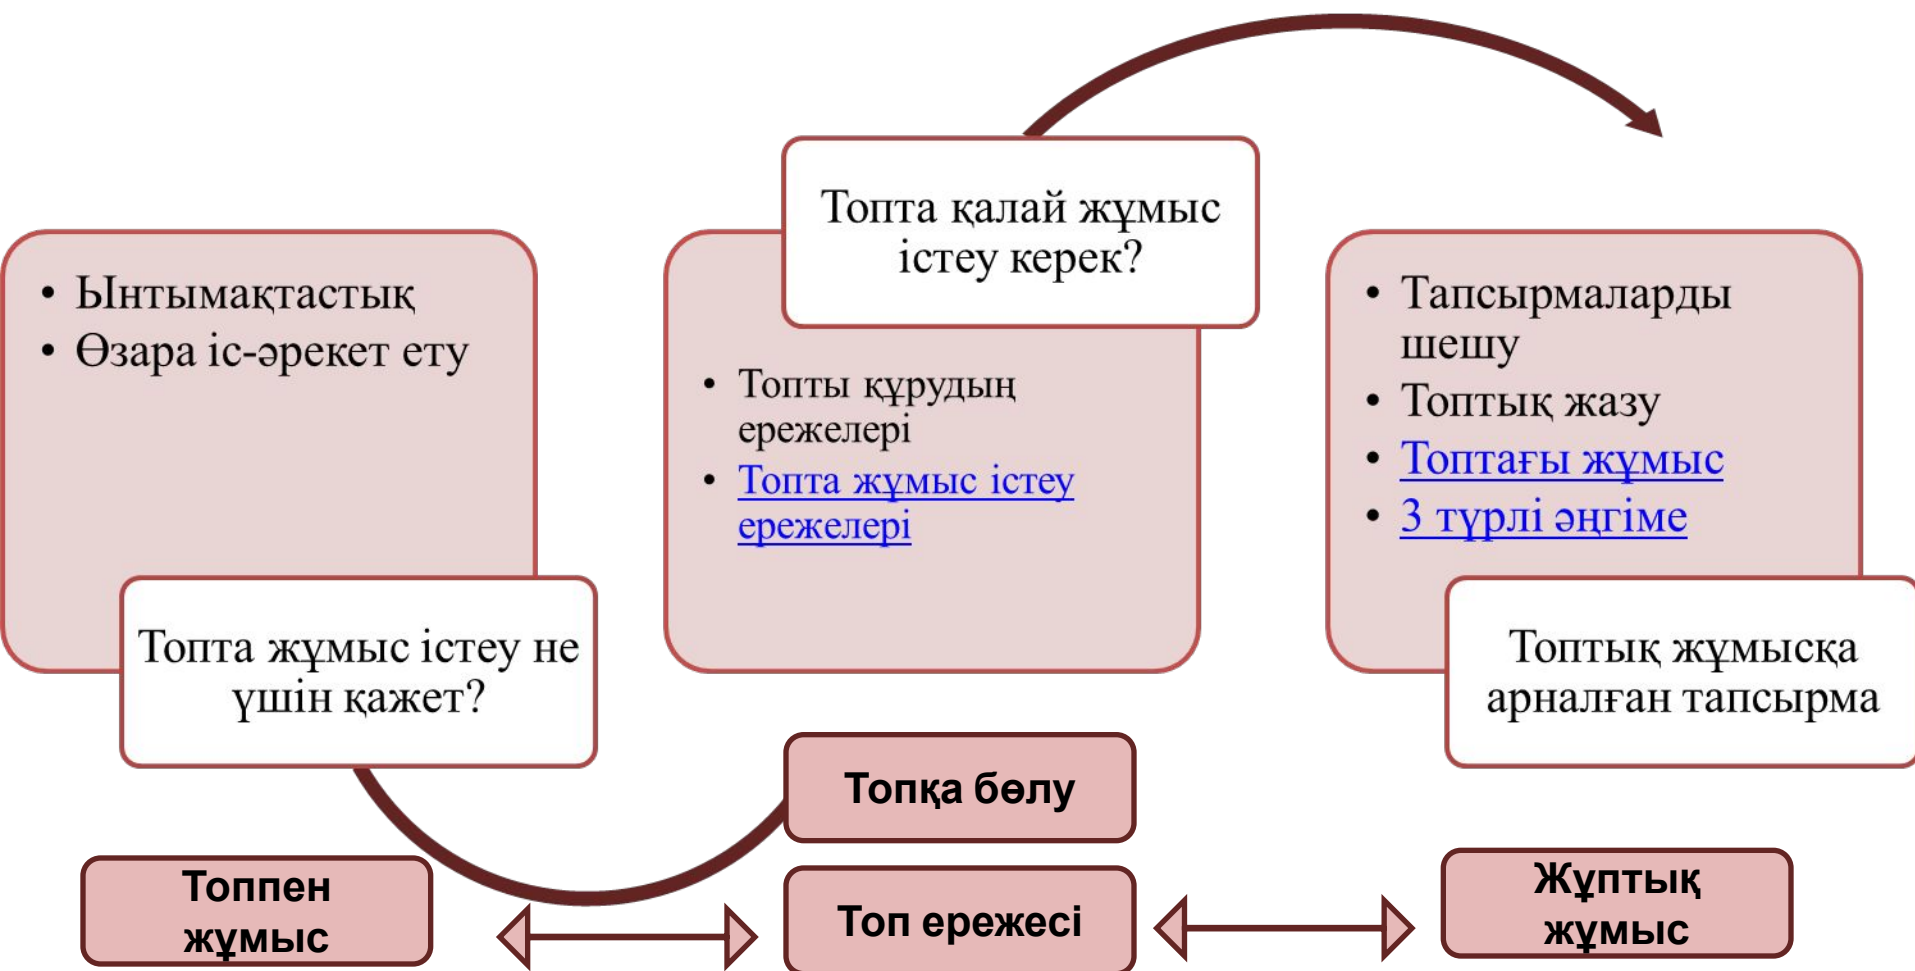 • Ынтымақтастық
• Өзара іс-әрекет ету
Топта жұмыс істеу не
үшін қажет?
Топта қалай жұмыс
істеу керек?
• Топты құрудың
ережелері
• Топта жұмыс істеу
ережелері
• Тапсырмаларды
шешу
• Топтық жазу
• Топтағы жұмыс
• 3 түрлі әңгіме
Топтық жұмысқа
арналған тапсырма
Топқа бөлу
Топпен
жұмыс
Топ ережесі
Жұптық
жұмыс